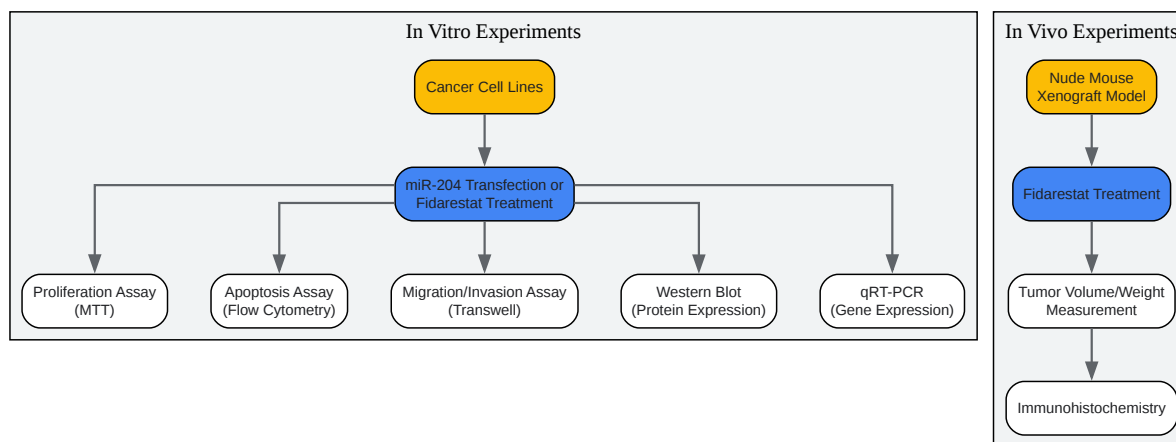 In Vitro Experiments
Cancer Cell Lines
miR-204 Transfection or
Fidarestat Treatment
Proliferation Assay
(MTT)
Apoptosis Assay
(Flow Cytometry)
Migration/Invasion Assay
(Transwell)
Western Blot
(Protein Expression)
qRT-PCR
(Gene Expression)
In Vivo Experiments
Nude Mouse
Xenograft Model
Fidarestat Treatment
Tumor Volume/Weight
Measurement
Immunohistochemistry